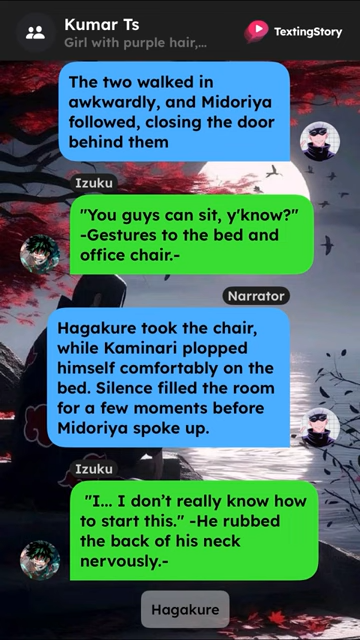 Kumar Ts
Girl with purple hair,...
TextingStory
The two walked in
awkwardly, and Midoriya
followed, closing the door
behind them
Izuku
"You guys can sit, y'know?"
-Gestures to the bed and
office chair.-
Narrator
Hagakure took the chair,
while Kaminari plopped
himself comfortably on the
bed. Silence filled the room
for a few moments before
Midoriya spoke up.
Izuku
"I... I don't really know how
to start this." -He rubbed
the back of his neck
nervously.-
Hagakure